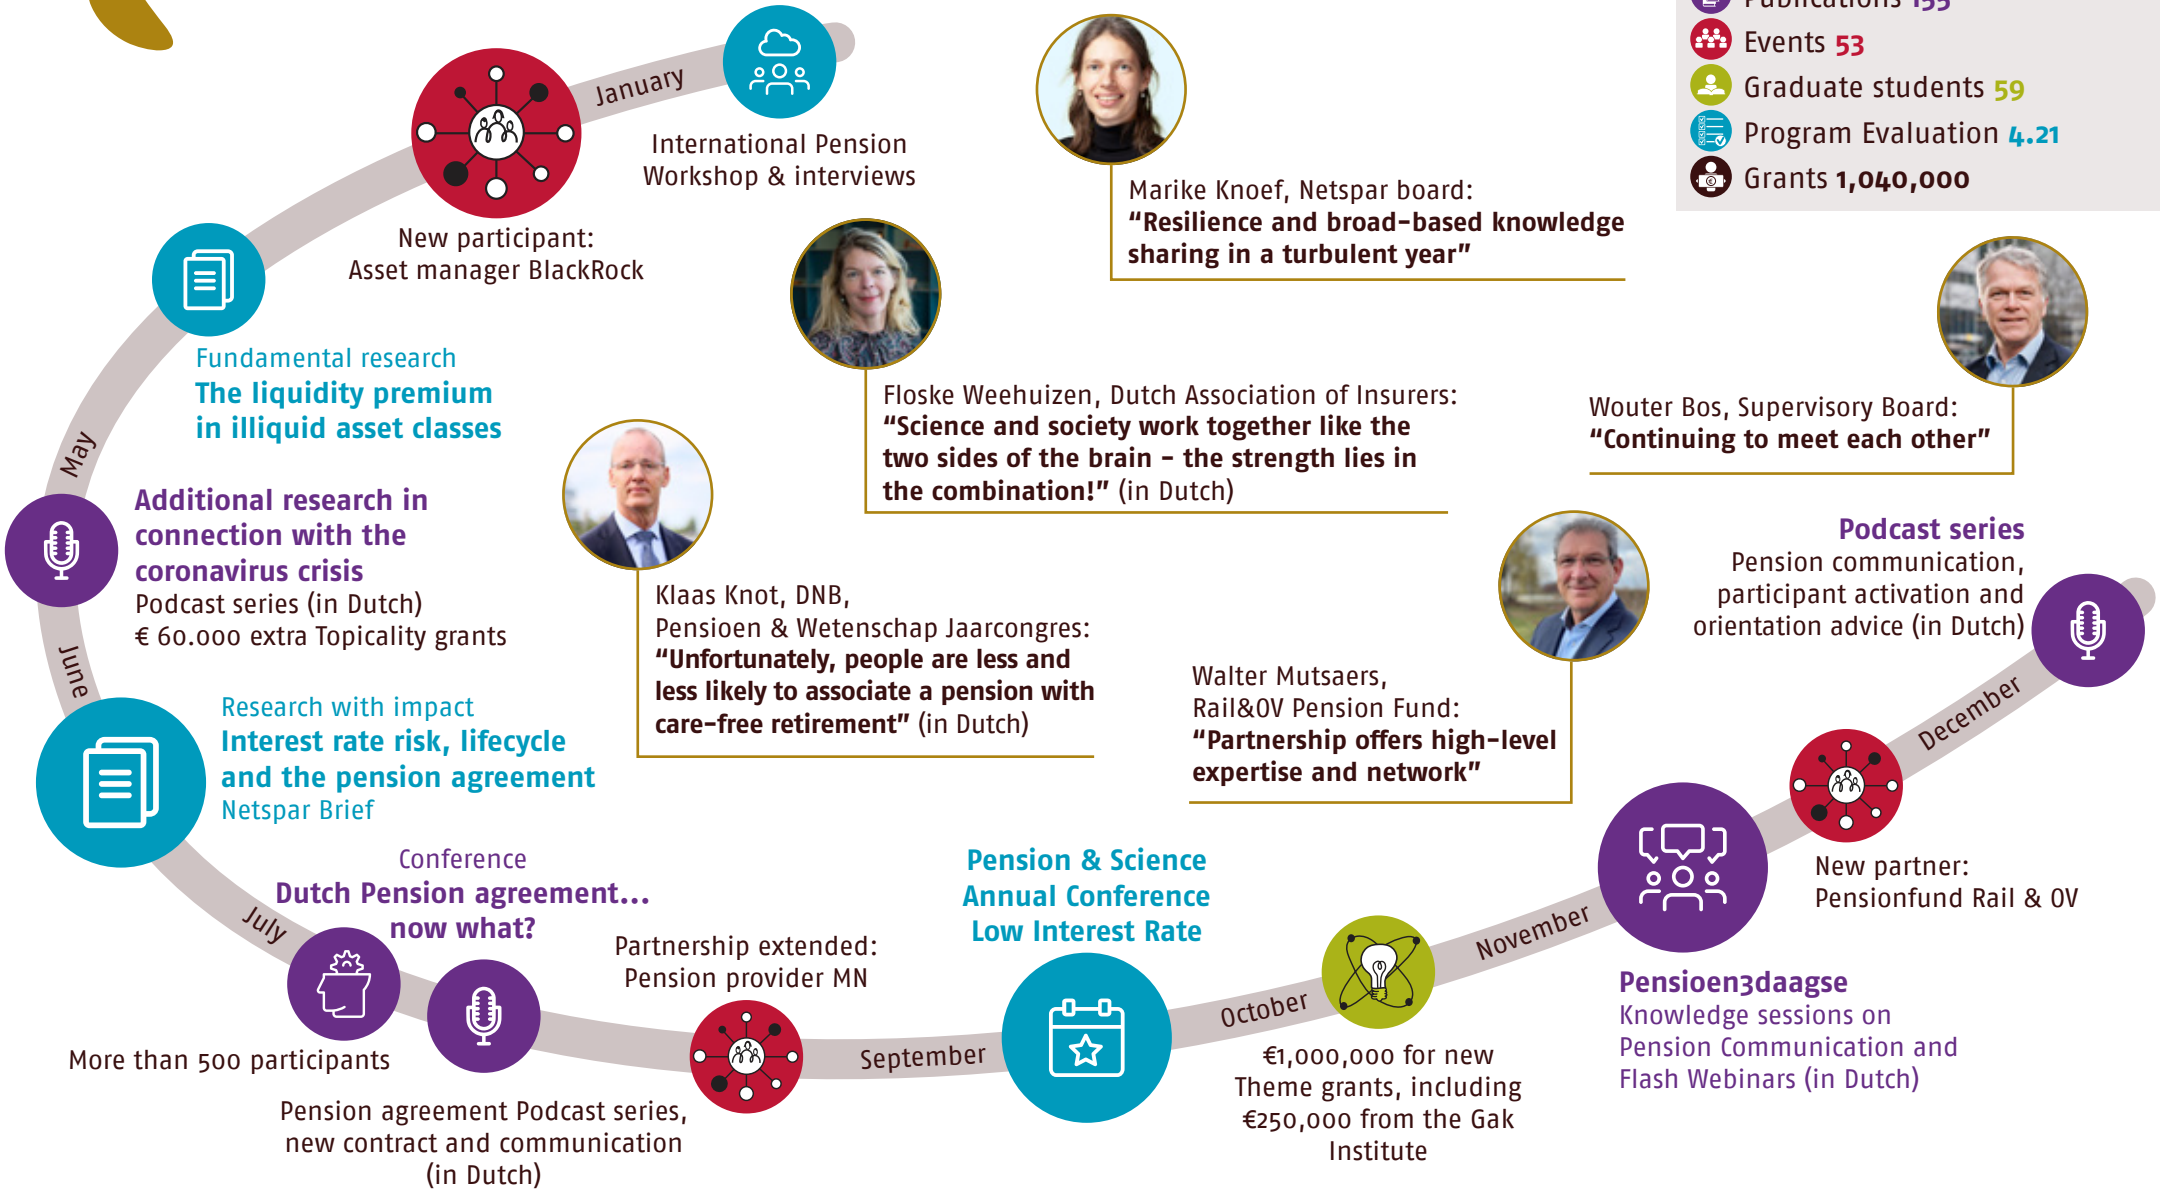 Publications 155
Events 53
Graduate students 59
Program Evaluation 4.21
Grants 1,040,000
January
International Pension
Workshop & interviews
New participant:
Asset manager BlackRock
Marike Knoef, Netspar board:
“Resilience and broad-based knowledge
sharing in a turbulent year”
Fundamental research
The liquidity premium
in illiquid asset classes
Floske Weehuizen, Dutch Association of Insurers:
“Science and society work together like the
two sides of the brain - the strength lies in
the combination!” (in Dutch)
Wouter Bos, Supervisory Board:
“Continuing to meet each other”
May
Additional research in
connection with the
coronavirus crisis
Podcast series (in Dutch)
€ 60.000 extra Topicality grants
Klaas Knot, DNB,
Pensioen & Wetenschap Jaarcongres:
“Unfortunately, people are less and
less likely to associate a pension with
care-free retirement” (in Dutch)
June
Research with impact
Interest rate risk, lifecycle
and the pension agreement
Netspar Brief
Walter Mutsaers,
Rail&OV Pension Fund:
“Partnership offers high-level
expertise and network”
Podcast series
Pension communication,
participant activation and
orientation advice (in Dutch)
July
Conference
Dutch Pension agreement...
now what?
More than 500 participants
Pension agreement Podcast series,
new contract and communication
(in Dutch)
Partnership extended:
Pension provider MN
September
Pension & Science
Annual Conference
Low Interest Rate
October
€1,000,000 for new
Theme grants, including
€250,000 from the Gak
Institute
November
Pensioen3daagse
Knowledge sessions on
Pension Communication and
Flash Webinars (in Dutch)
New partner:
Pensionfund Rail & OV
December